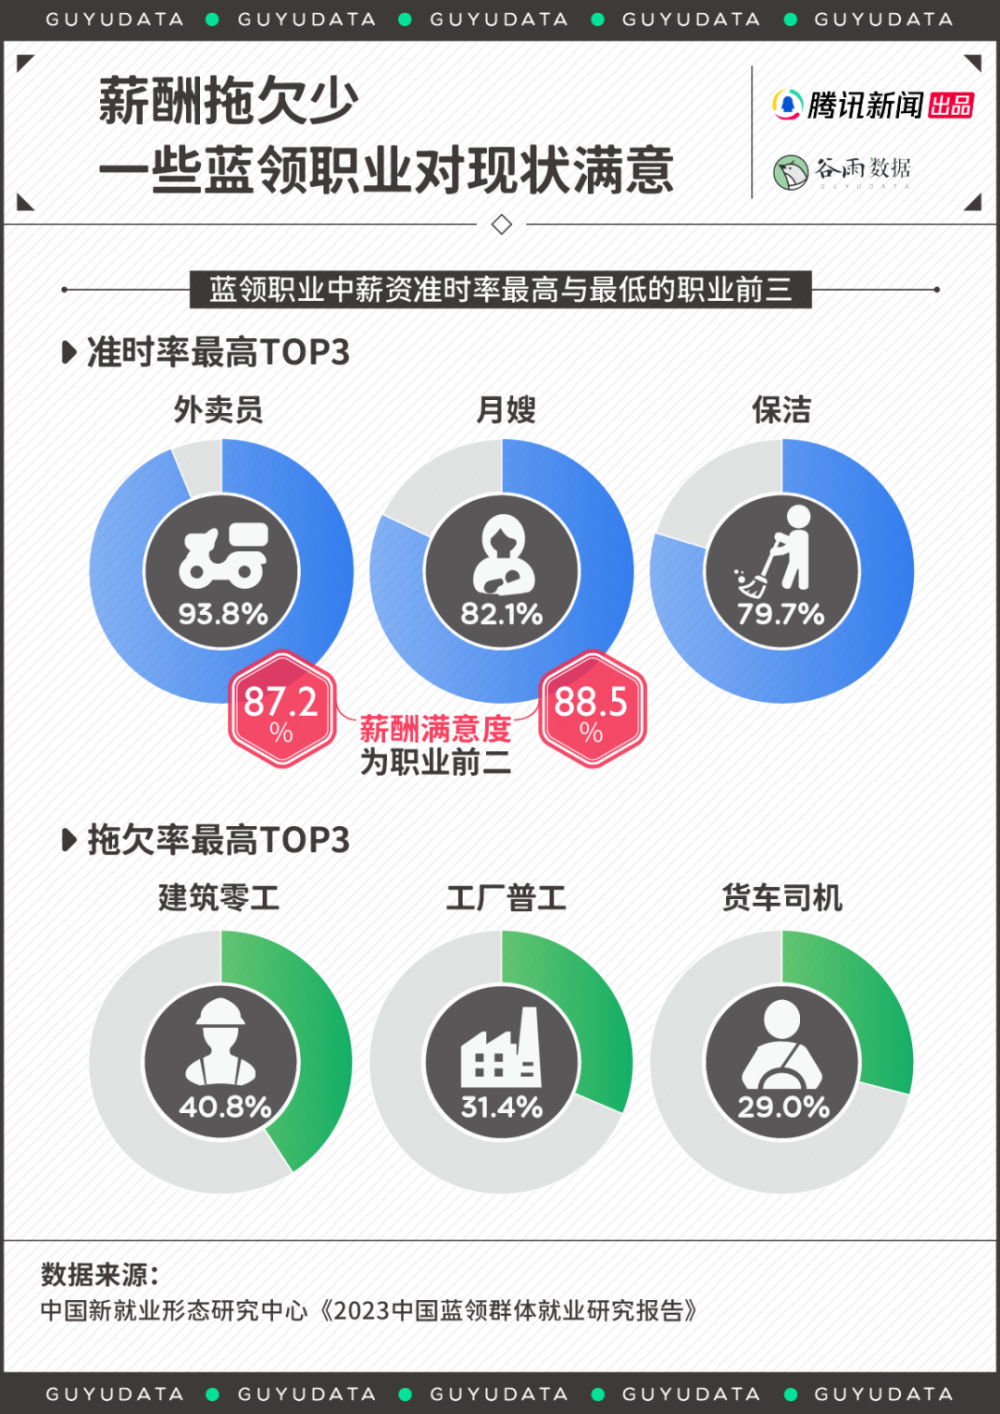 GUYUDATA GUYUDATA GUYUDATA GUYUDATA GUYUDATA
薪酬拖欠少
一些蓝领职业对现状满意
腾讯新闻 出品
谷雨数据
GUYUDATA
蓝领职业中薪资准时率最高与最低的职业前三
准时率最高TOP3
外卖员 月嫂 保洁
93.8% 82.1% 79.7%
87.2% 88.5%
薪酬满意度
为职业前二
拖欠率最高TOP3
建筑零工 工厂普工 货车司机
40.8% 31.4% 29.0%
数据来源：
中国新就业形态研究中心《2023中国蓝领群体就业研究报告》
GUYUDATA GUYUDATA GUYUDATA GUYUDATA GUYUDATA